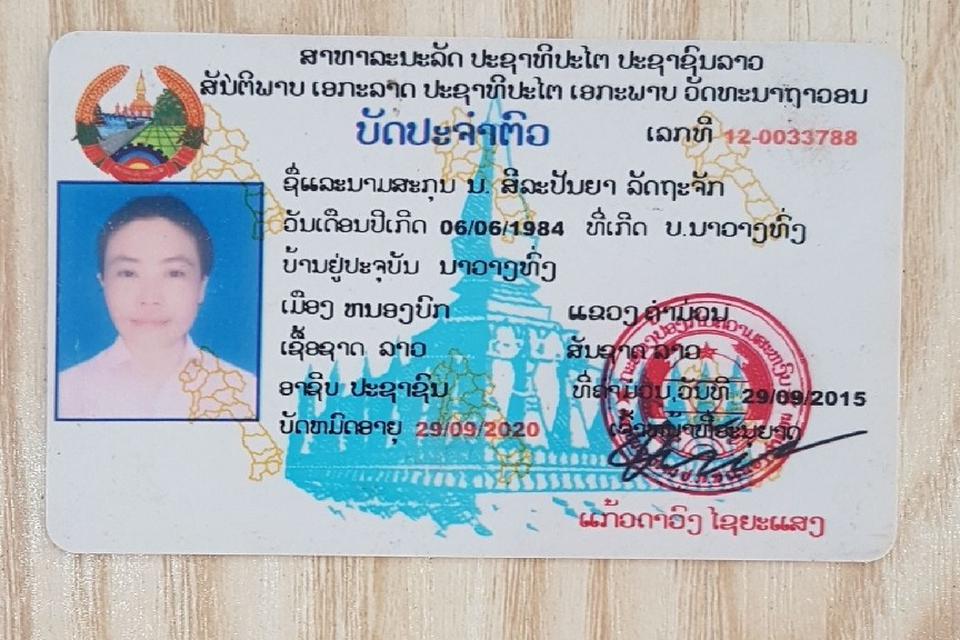 ສາທາລະນະລັດ ປະຊາທິປະໄຕ ປະຊາຊົນລາວ
ສັນຕິພາບ ເອກະລາດ ປະຊາທິປະໄຕ ເອກະພາບ ວັດທະນາຖາວອນ
ບັດປະຈຳຕົວ ເລກທີ 12-0033788
ຊື່ແລະນາມສະກຸນ ນ. ສີລະປັນຍາ ລັດຖະຈັກ
ວັນເດືອນປີເກີດ 06/06/1984 ທີ່ເກີດ ບ.ນາວາງທົ່ງ
ບ້ານຢູ່ປະຈຸບັນ ນາວາງທົ່ງ
ເມືອງ ຫນອງບົກ ແຂວງ ຄຳມ່ວນ
ເຊື້ອຊາດ ລາວ ສັນຊາດ ລາວ
ອາຊີບ ປະຊາຊົນ ທີ່ຄຳມ່ວນ,ວັນທີ 29/09/2015
ບັດຫມົດອາຍຸ 29/09/2020 ເຈົ້າຫນ້າທີ່ອະນຸຍາດ
ແກ້ວດາວົງ ໄຊຍະແສງ